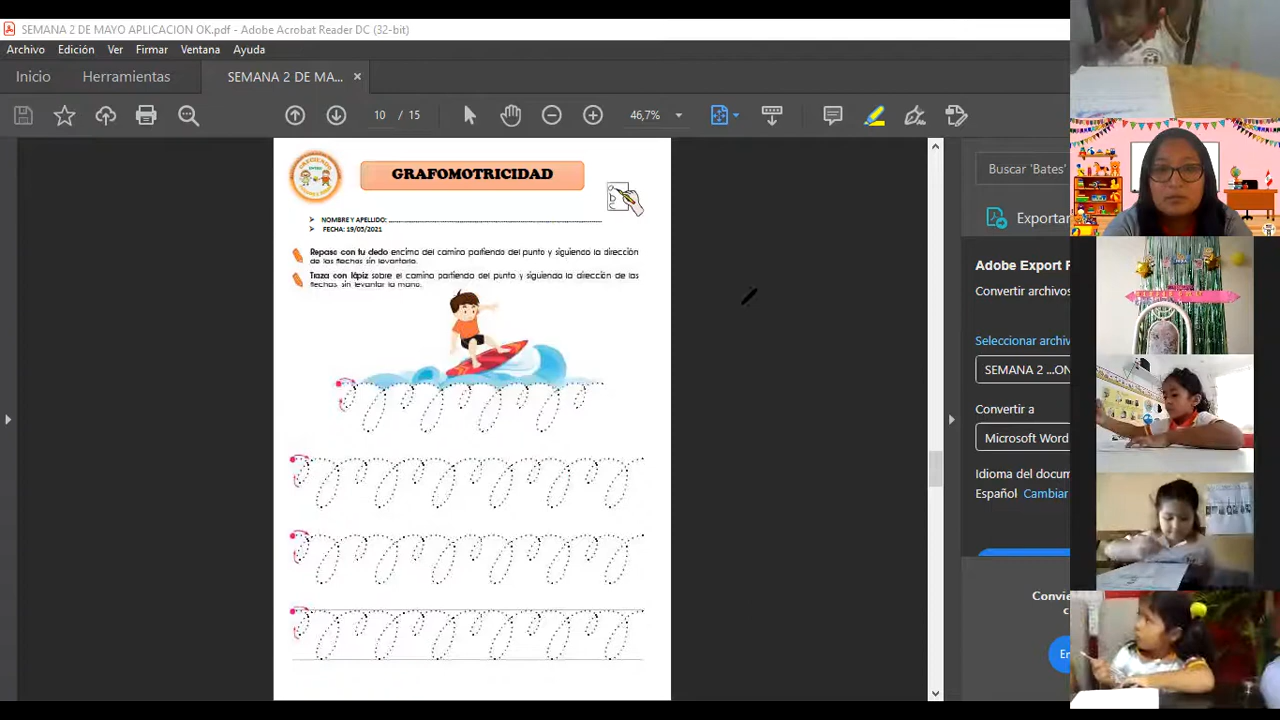 SEMANA 2 DE MAYO APLICACION OK.pdf - Adobe Acrobat Reader DC (32-bit)
Archivo Edición Ver Firmar Ventana Ayuda
Inicio Herramientas SEMANA 2 DE MA... ×
10 / 15 46,7%
GRAFOMOTRICIDAD
NOMBRE Y APELLIDO:
FECHA: 19/05/2021
Repaso con tu dedo encima del camino partiendo del punto y siguiendo la dirección
de las flechas sin levantarlo.
Traza con lápiz sobre el camino partiendo del punto y siguiendo la dirección de las
flechas, sin levantar la mano.
Buscar 'Bates'
Exportar
Adobe Export
Convertir archivos
Seleccionar archiv
SEMANA 2 ...ON
Convertir a
Microsoft Word
Idioma del docum
Español Cambiar
Convie